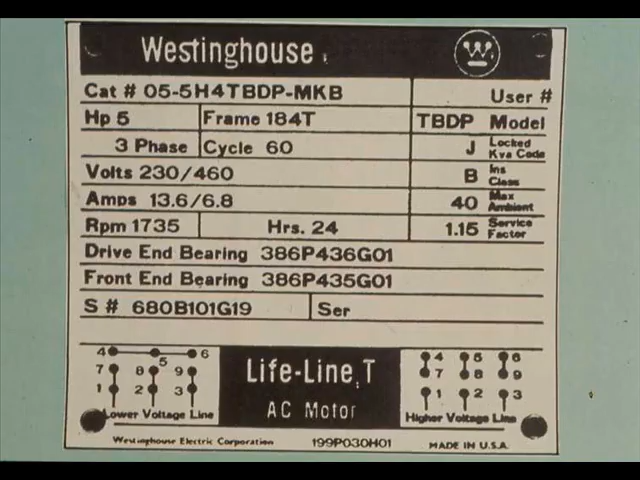 Westinghouse
W
Cat # 05-5H4TBDP-MKB User #
Hp 5 Frame 184T TBDP Model
3 Phase Cycle 60 J Locked Kva Code
Volts 230/460 B Ins Class
Amps 13.6/6.8 40 Max Ambient
Rpm 1735 Hrs. 24 1.15 Service Factor
Drive End Bearing 386P436G01
Front End Bearing 386P435G01
S # 680B101G19 Ser
4 5 6
7 8 9
1 2 3
Lower Voltage Line
Life-Line T
AC Motor
4 5 6
7 8 9
1 2 3
Higher Voltage Line
Westinghouse Electric Corporation 199P030H01 MADE IN U.S.A.